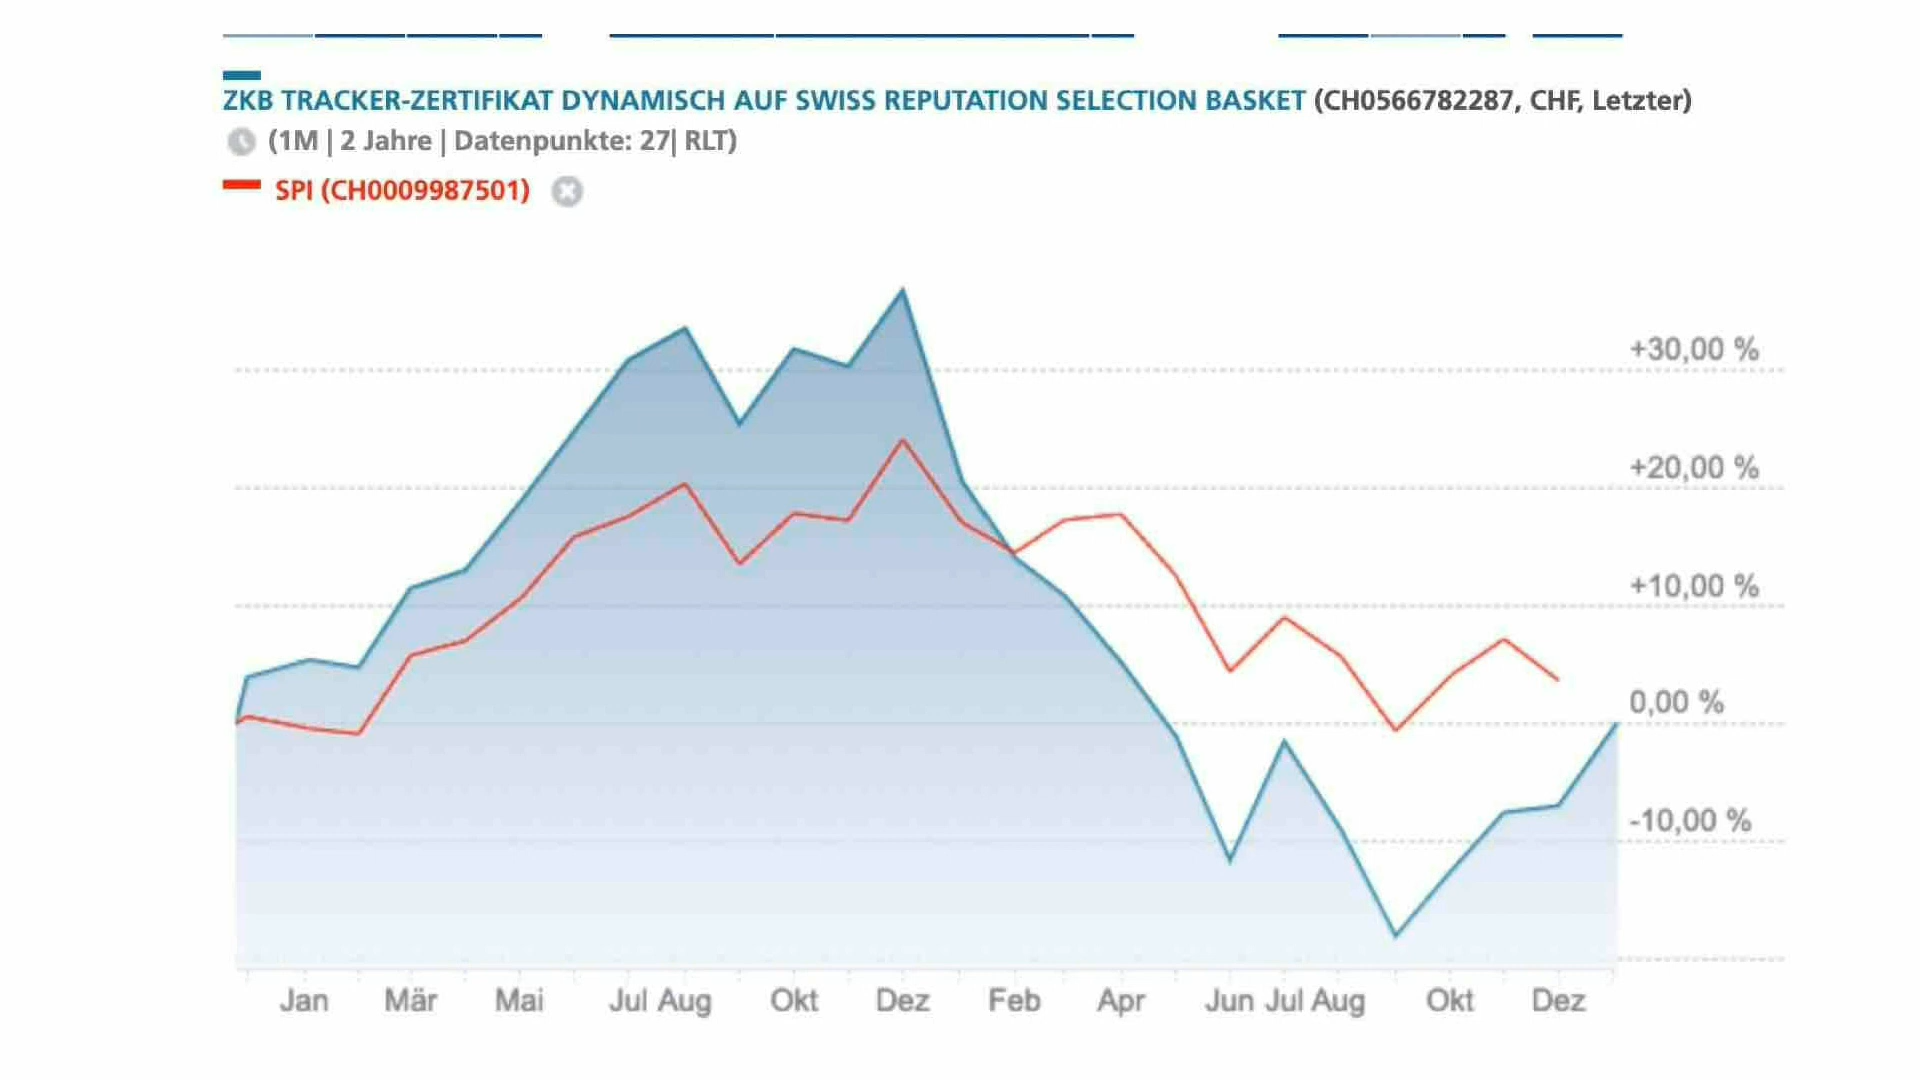 ZKB TRACKER-ZERTIFIKAT DYNAMISCH AUF SWISS REPUTATION SELECTION BASKET (CH0566782287, CHF, Letzter)
(1M | 2 Jahre | Datenpunkte: 27| RLT)
SPI (CH0009987501)
+30,00 %
+20,00 %
+10,00 %
0,00 %
-10,00 %
Jan Mär Mai Jul Aug Okt Dez Feb Apr Jun Jul Aug Okt Dez